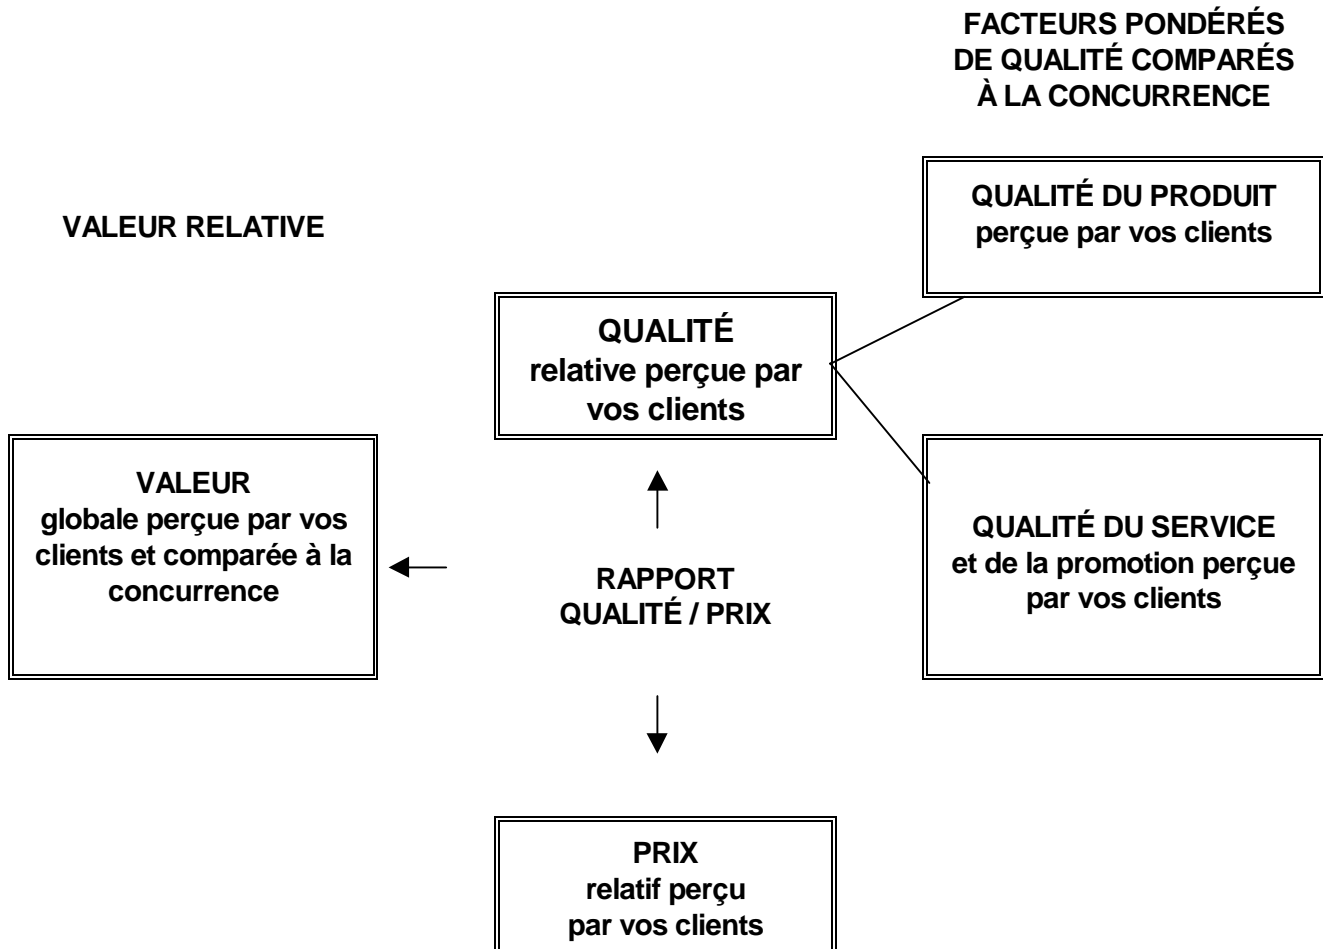 FACTEURS PONDÉRÉS
DE QUALITÉ COMPARÉS
À LA CONCURRENCE
QUALITÉ DU PRODUIT
perçue par vos clients
VALEUR RELATIVE
QUALITÉ
relative perçue par
vos clients
VALEUR
globale perçue par vos
clients et comparée à la
concurrence
RAPPORT
QUALITÉ / PRIX
QUALITÉ DU SERVICE
et de la promotion perçue
par vos clients
PRIX
relatif perçu
par vos clients